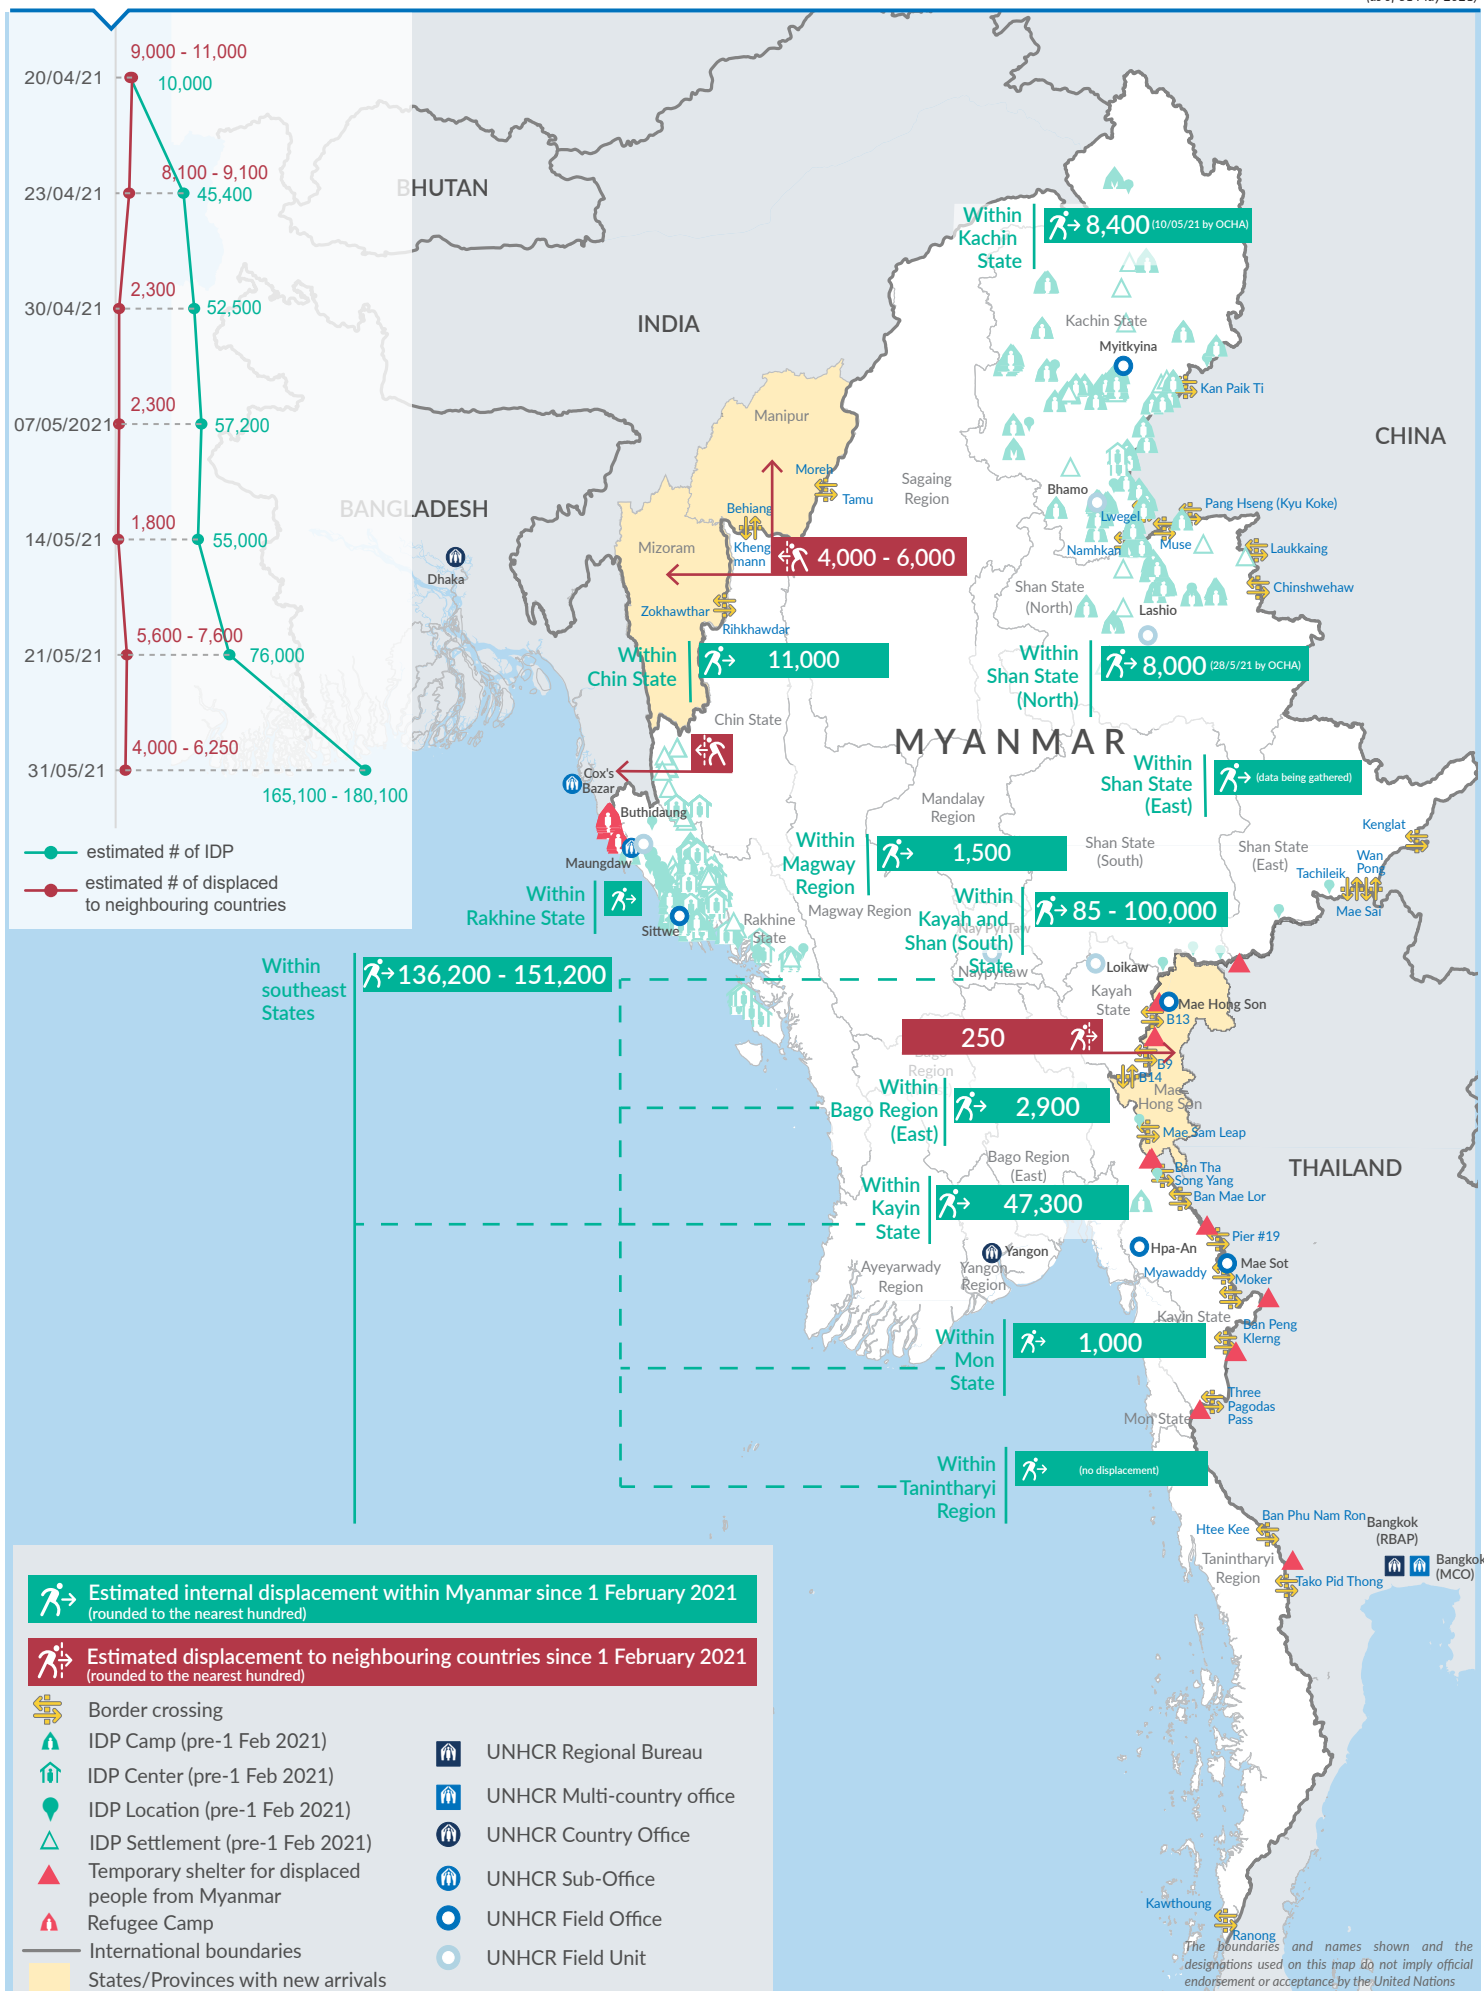 9,000 - 11,000
20/04/21
10,000
8,100 - 9,100
23/04/21
45,400
2,300
30/04/21
52,500
2,300
07/05/2021
57,200
1,800
14/05/21
55,000
5,600 - 7,600
21/05/21
76,000
4,000 - 6,250
31/05/21
165,100 - 180,100
estimated # of IDP
estimated # of displaced
to neighbouring countries
BHUTAN
INDIA
BANGLADESH
CHINA
MYANMAR
THAILAND
Within
Kachin
State
8,400 (10/05/21 by OCHA)
Kachin State
Myitkyina
Kan Paik Ti
Manipur
Moreh
Tamu
Sagaing
Region
Bhamo
Lwegel
Pang Hseng (Kyu Koke)
Namhkan
Muse
Laukkaing
Chinshwehaw
Behiang
Kheng
mann
Mizoram
4,000 - 6,000
Dhaka
Zokhawthar
Rihkhawdar
Shan State
(North)
Lashio
Within
Chin State
11,000
Within
Shan State
(North)
8,000 (28/5/21 by OCHA)
Chin State
Cox's
Bazar
Buthidaung
Maungdaw
Within
Shan State
(East)
(data being gathered)
Mandalay
Region
Within
Magway
Region
1,500
Shan State
(South)
Shan State
(East)
Kenglat
Wan
Pong
Tachileik
Mae Sai
Within
Rakhine State
Sittwe
Rakhine
State
Magway Region
Within
Kayah and
Shan (South)
State
85 - 100,000
Nay Pyi Taw
Naypyitaw
Loikaw
Kayah
State
Within
southeast
States
136,200 - 151,200
Mae Hong Son
B13
250
B9
B14
Bago
Region
Mae
Hong Son
Within
Bago Region
(East)
2,900
Mae Sam Leap
Bago Region
(East)
Ban Tha
Song Yang
Ban Mae Lor
Within
Kayin
State
47,300
Pier #19
Hpa-An
Mae Sot
Myawaddy
Moker
Yangon
Yangon
Region
Ayeyarwady
Region
Kayin State
Ban Peng
Klerng
Within
Mon
State
1,000
Three
Pagodas
Pass
Mon State
Within
Tanintharyi
Region
(no displacement)
Ban Phu Nam Ron
Htee Kee
Bangkok
(RBAP)
Bangkok
(MCO)
Tanintharyi
Region
Tako Pid Thong
Kawthoung
Ranong
Estimated internal displacement within Myanmar since 1 February 2021
(rounded to the nearest hundred)
Estimated displacement to neighbouring countries since 1 February 2021
(rounded to the nearest hundred)
Border crossing
IDP Camp (pre-1 Feb 2021)
IDP Center (pre-1 Feb 2021)
IDP Location (pre-1 Feb 2021)
IDP Settlement (pre-1 Feb 2021)
Temporary shelter for displaced
people from Myanmar
Refugee Camp
International boundaries
States/Provinces with new arrivals
UNHCR Regional Bureau
UNHCR Multi-country office
UNHCR Country Office
UNHCR Sub-Office
UNHCR Field Office
UNHCR Field Unit
The boundaries and names shown and the
designations used on this map do not imply official
endorsement or acceptance by the United Nations